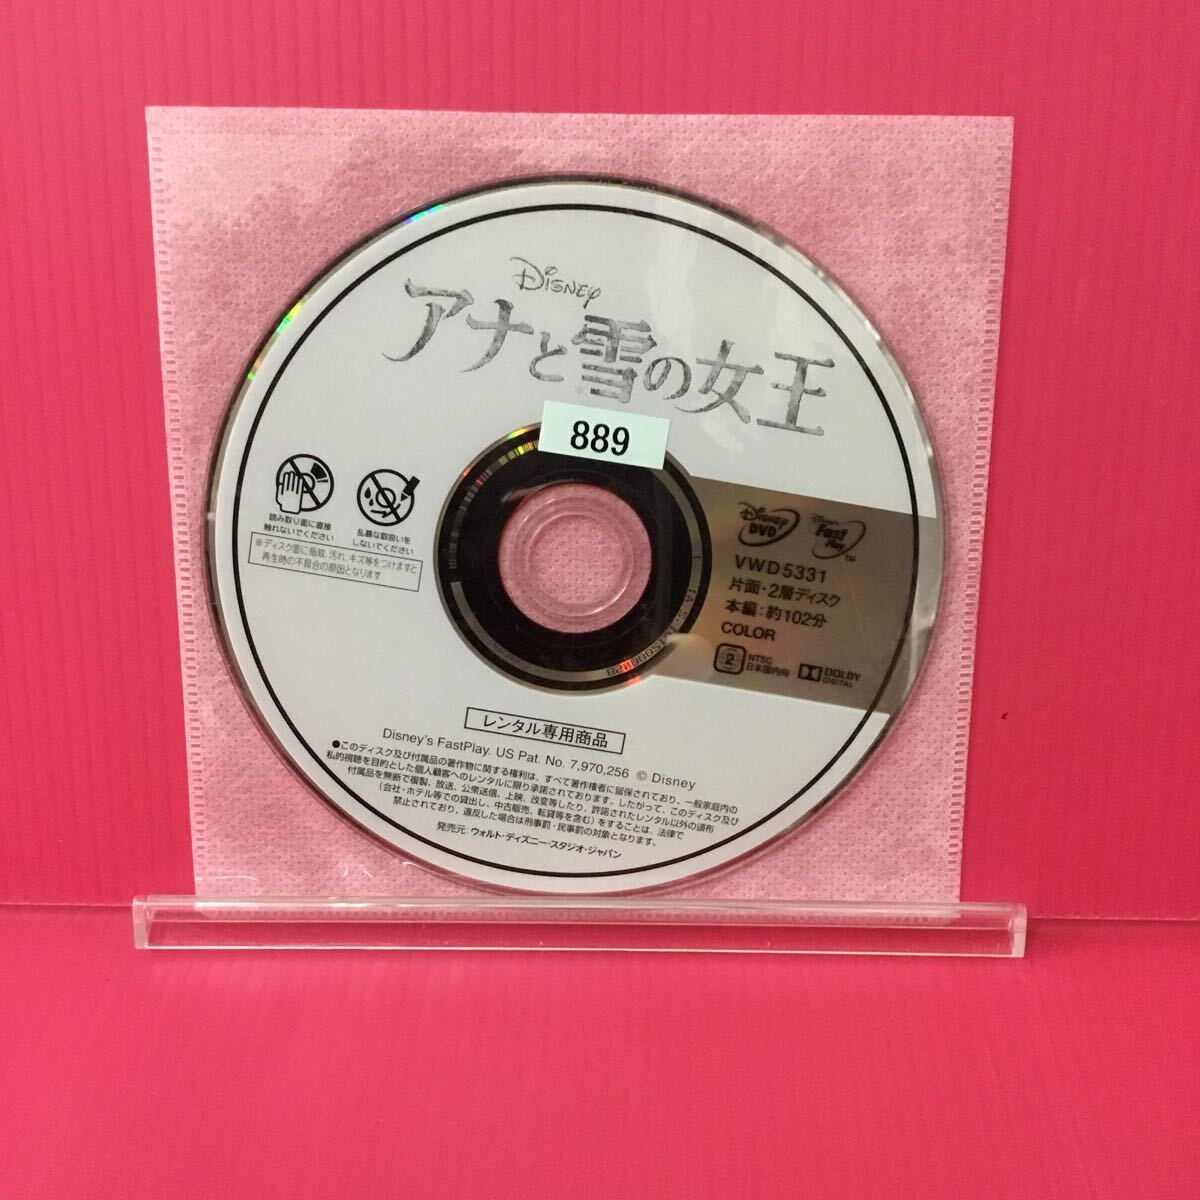 Disney
アナと雪の女王
889
読み取り面に直接
触れないでください
乱暴な取扱いを
しないでください
※ディスク面に指紋、汚れ、キズ等をつけますと
再生時の不具合の原因となります
Disney DVD
Disney's Fast Play ™
VWD5331
片面・2層ディスク
本編：約102分
COLOR
2
NTSC
日本国内向
DOLBY
DIGITAL
レンタル専用商品
Disney's FastPlay. US Pat. No. 7,970,256 © Disney
●このディスク及び付属品の著作物に関する権利は、すべて著作権者に留保されており、一般家庭内の
私的視聴を目的とした個人顧客へのレンタルに限り承諾されております。したがって、このディスク及び
付属品を無断で複製、放送、公衆送信、上映、改変等したり、許諾されたレンタル以外の頒布
（会社・ホテル等での貸出し、中古販売、転貸等を含む）をすることは、法律で
禁止されており、違反した場合は刑事罰・民事罰の対象となります。
発売元：ウォルト・ディズニー・スタジオ・ジャパン